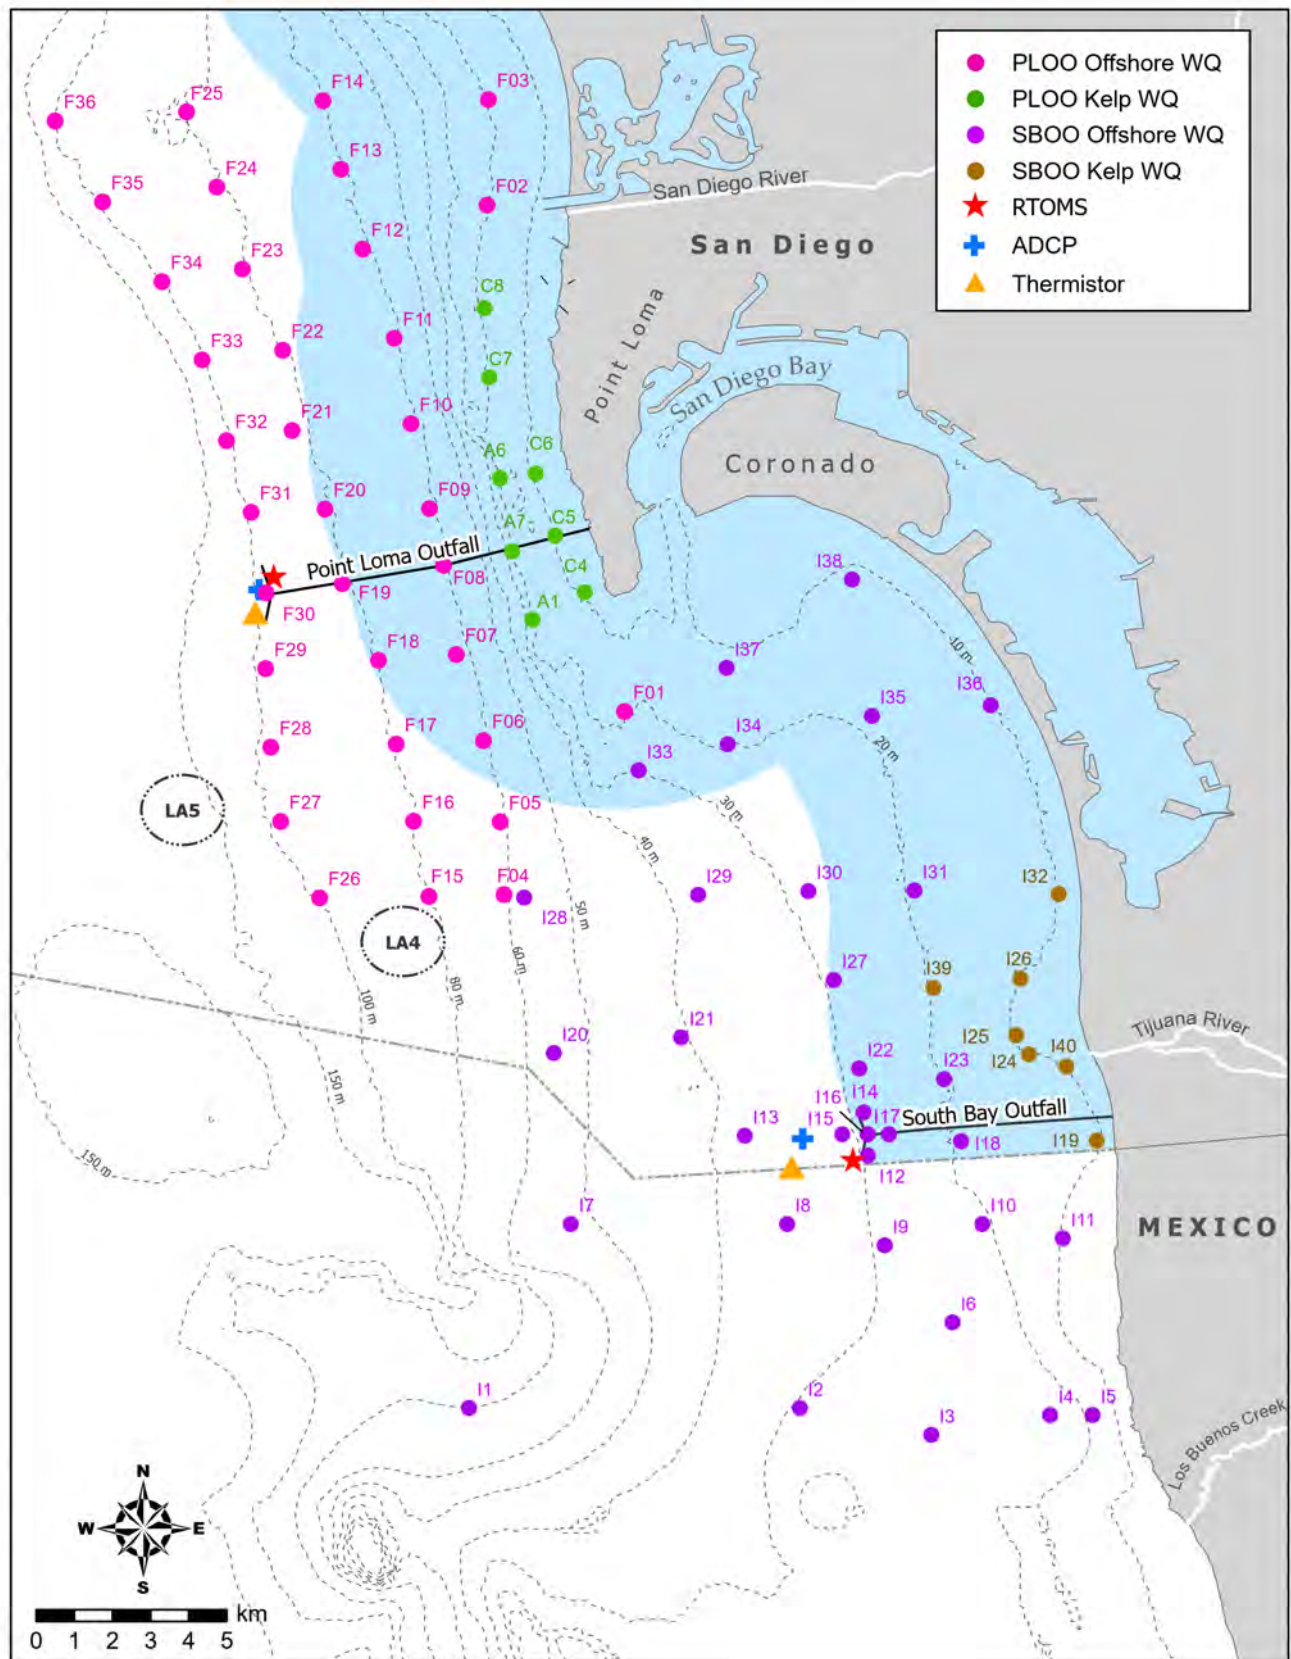 PLOO Offshore WQ
PLOO Kelp WQ
SBOO Offshore WQ
SBOO Kelp WQ
RTOMS
ADCP
Thermistor
F36
F25
F14
F03
F13
F24
F35
F02
San Diego River
San Diego
F12
F23
F34
C8
Point Loma
F11
F22
F33
C7
San Diego Bay
F10
F21
F32
A6
C6
Coronado
F31
F20
F09
A7
C5
Point Loma Outfall
F08
C4
I38
F19
F30
A1
F29
F18
F07
I37
10 m
F01
I36
I35
F28
F17
F06
I34
20 m
I33
LA5
F27
F16
F05
30 m
40 m
F26
F15
F04
I28
50 m
I29
I30
I31
I32
LA4
60 m
80 m
100 m
I27
I39
I26
I20
I21
I25
I24
I40
Tijuana River
I22
I23
150 m
I16
I14
I13
I15
I17
South Bay Outfall
I18
I19
I12
150 m
I7
I8
I9
I10
I11
MEXICO
I6
I1
I2
I3
I4
I5
Los Buenos Creek
N
W
E
S
km
0 1 2 3 4 5